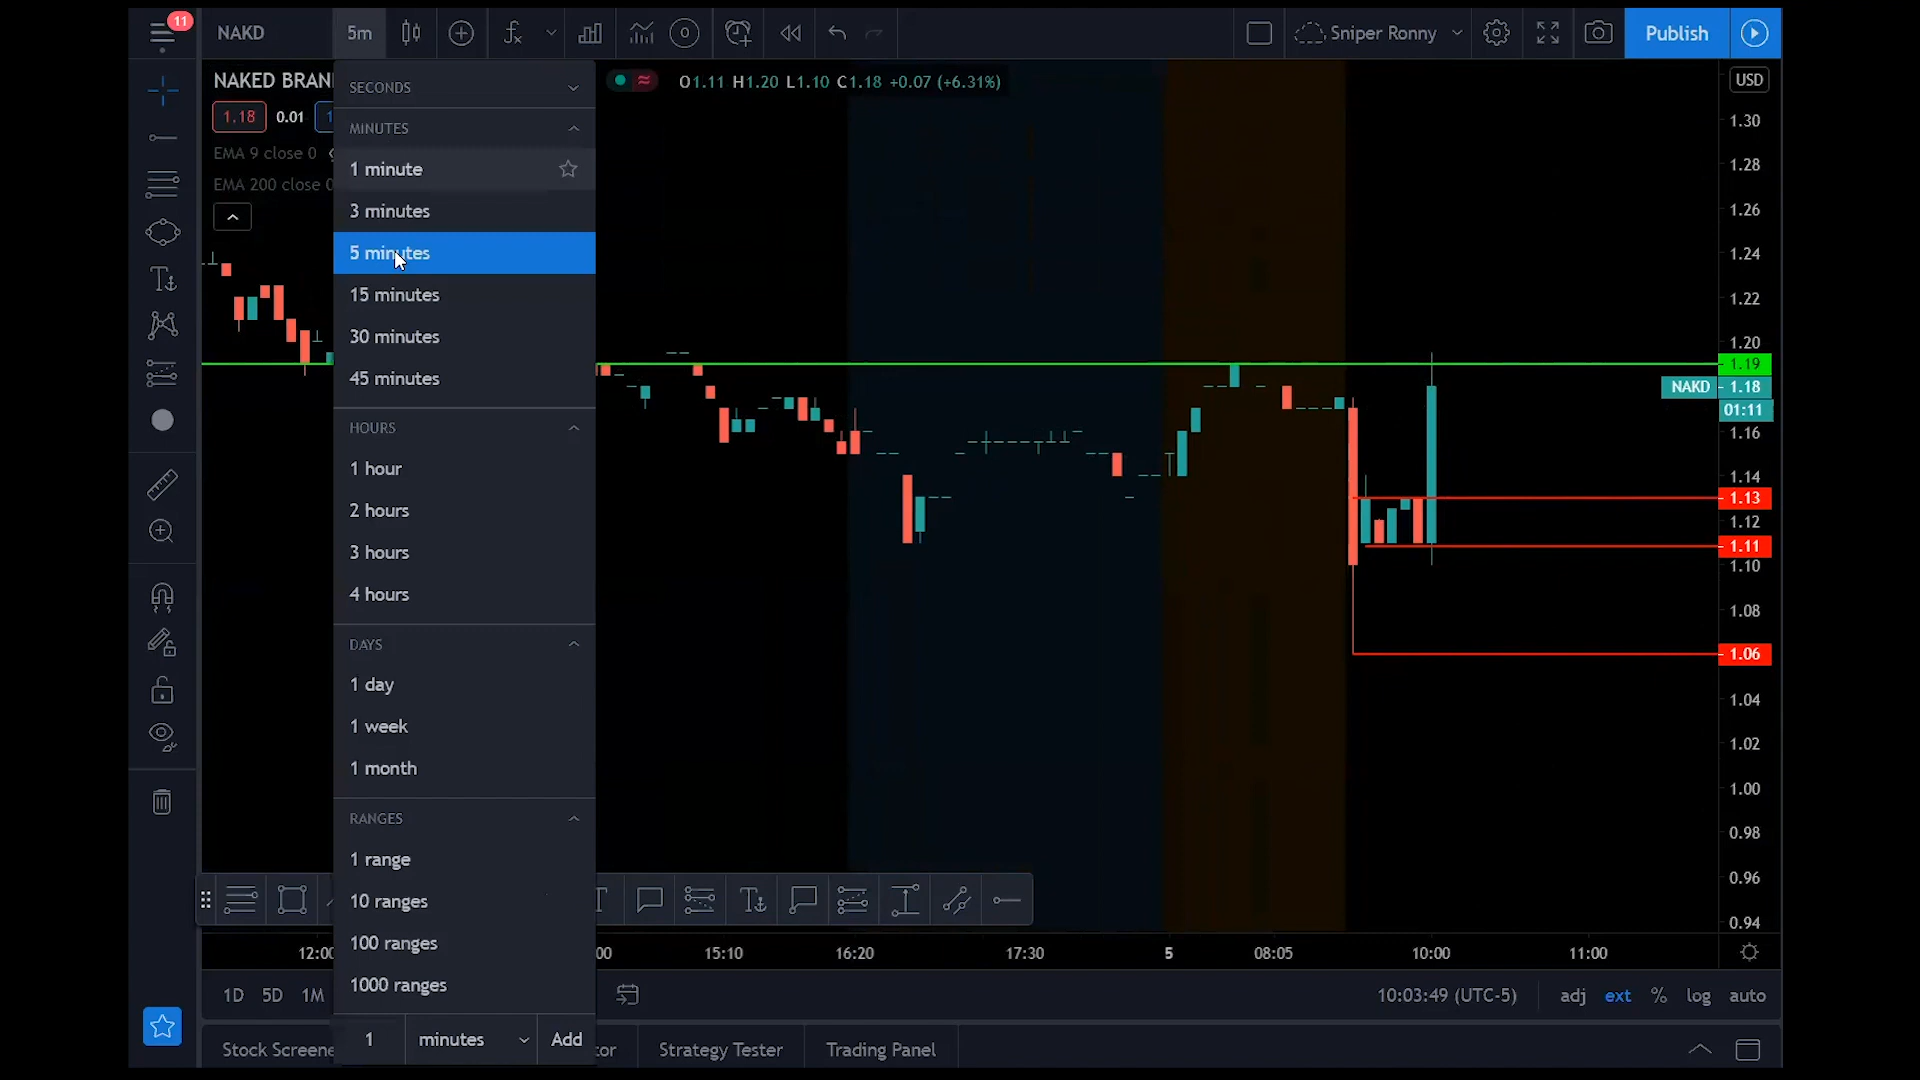 11
NAKD
5m
Sniper Ronny
Publish
NAKED BRAN
O1.11 H1.20 L1.10 C1.18 +0.07 (+6.31%)
USD
1.18 0.01 1
EMA 9 close 0
EMA 200 close 0
SECONDS
MINUTES
1 minute
3 minutes
5 minutes
15 minutes
30 minutes
45 minutes
HOURS
1 hour
2 hours
3 hours
4 hours
DAYS
1 day
1 week
1 month
RANGES
1 range
10 ranges
100 ranges
1000 ranges
1 minutes Add
1.30
1.28
1.26
1.24
1.22
1.20
1.19
NAKD 1.18
01:11
1.16
1.14
1.13
1.12
1.11
1.10
1.08
1.06
1.04
1.02
1.00
0.98
0.96
0.94
12:00 00 15:10 16:20 17:30 5 08:05 10:00 11:00
1D 5D 1M
10:03:49 (UTC-5) adj ext % log auto
Stock Screene tor Strategy Tester Trading Panel